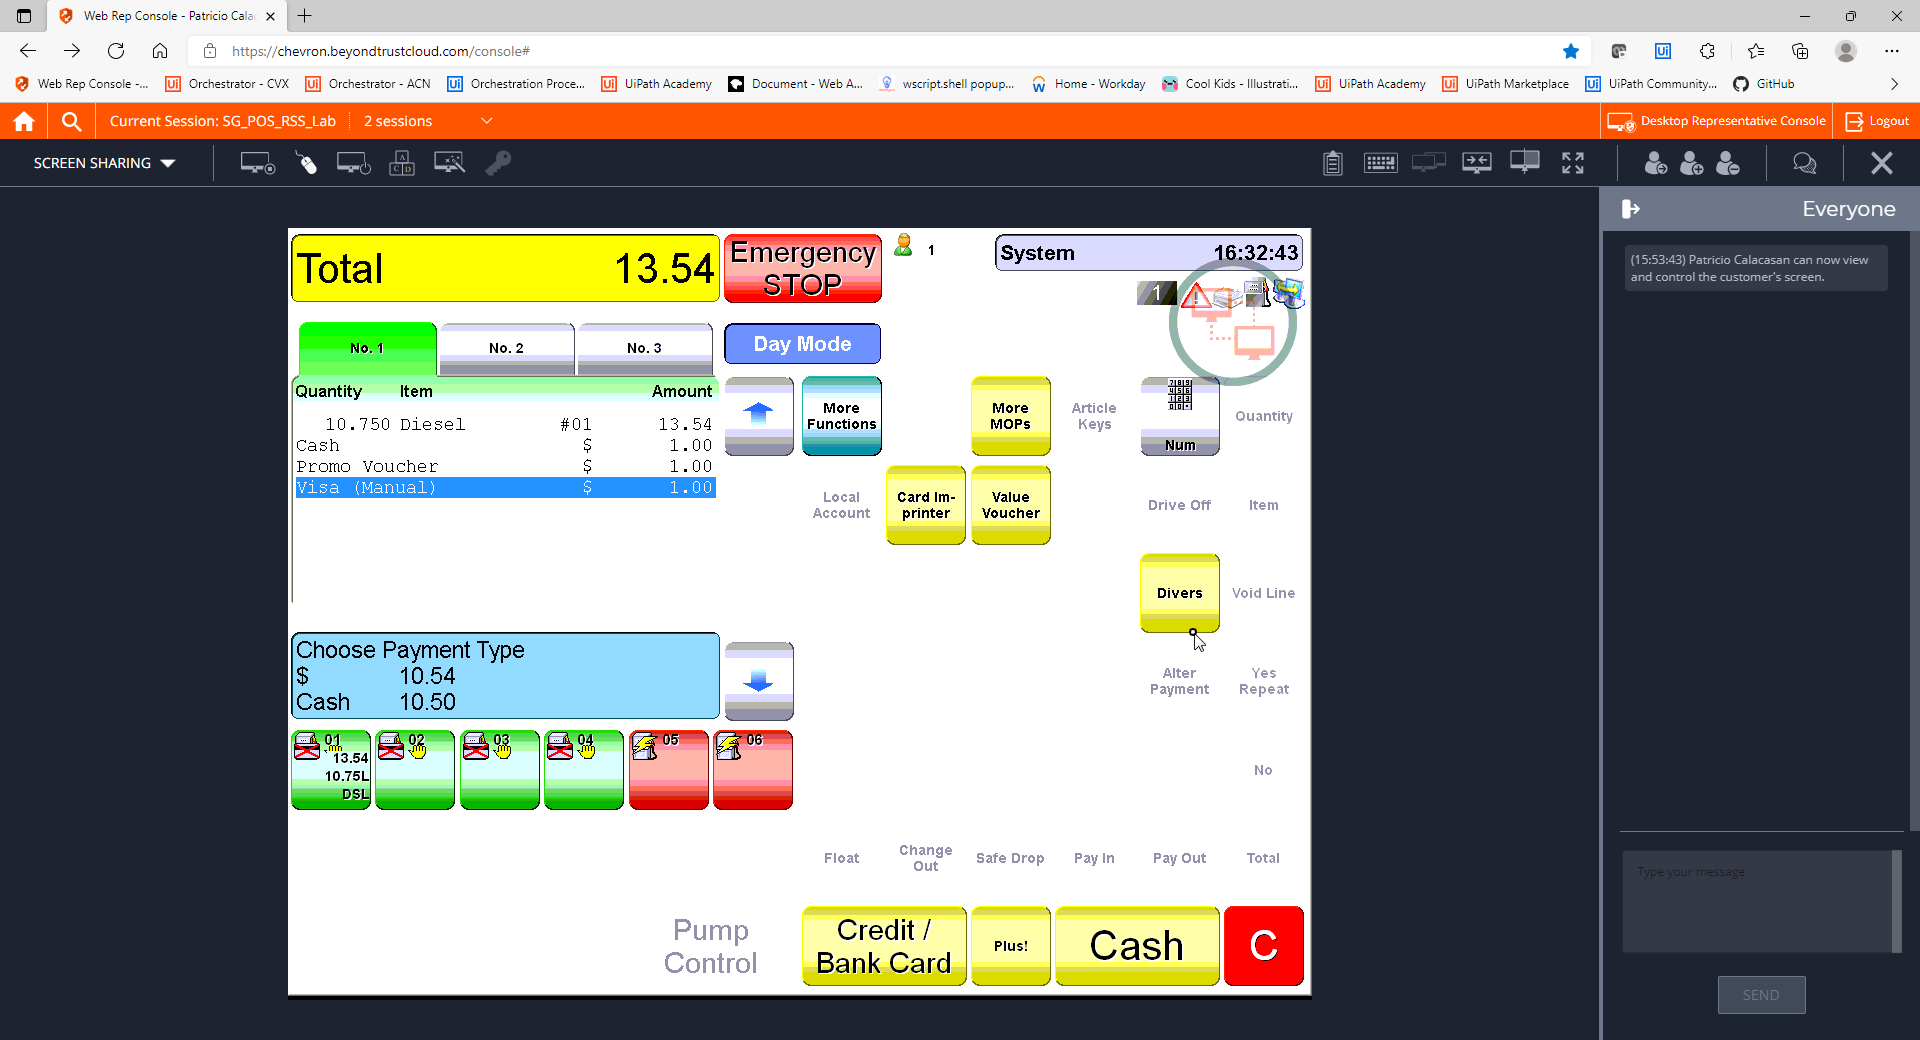 Web Rep Console - Patricio Cala
https://chevron.beyondtrustcloud.com/console#
Web Rep Console -... Orchestrator - CVX Orchestrator - ACN Orchestration Proce... UiPath Academy Document - Web A... wscript.shell popup... Home - Workday Cool Kids - Illustrati... UiPath Academy UiPath Marketplace UiPath Community... GitHub
Current Session: SG_POS_RSS_Lab 2 sessions Desktop Representative Console Logout
SCREEN SHARING
Everyone
(15:53:43) Patricio Calacasan can now view
and control the customer's screen.
Total 13.54
Emergency
STOP
1
System 16:32:43
1
No. 1 No. 2 No. 3
Day Mode
Quantity Item Amount
10.750 Diesel #01 13.54
Cash $ 1.00
Promo Voucher $ 1.00
Visa (Manual) $ 1.00
More
Functions
More
MOPs
Article
Keys
Num
Quantity
Local
Account
Card Im-
printer
Value
Voucher
Drive Off
Item
Divers
Void Line
Choose Payment Type
$ 10.54
Cash 10.50
Alter
Payment
Yes
Repeat
01
13.54
10.75L
DSL
02
03
04
05
06
No
Float
Change
Out
Safe Drop
Pay In
Pay Out
Total
Pump
Control
Credit /
Bank Card
Plus!
Cash
C
Type your message
SEND